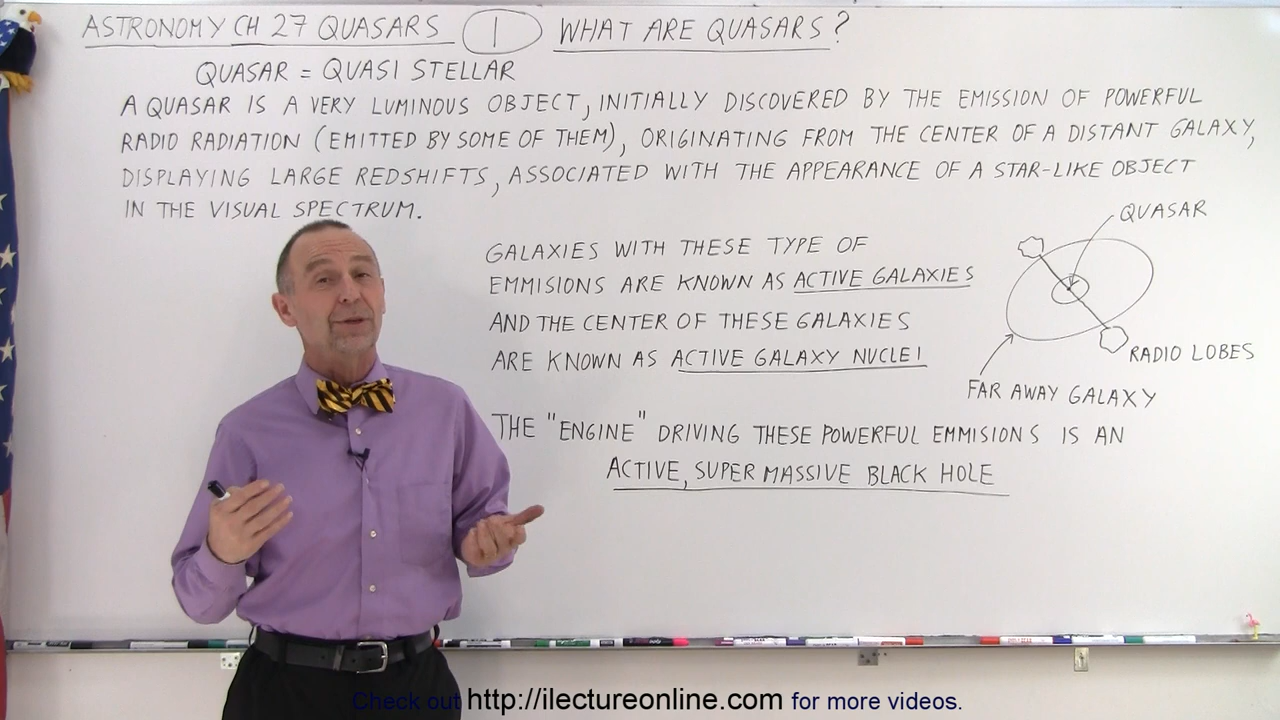 ASTRONOMY CH 27 QUASARS 1 WHAT ARE QUASARS?
QUASAR = QUASI STELLAR
A QUASAR IS A VERY LUMINOUS OBJECT, INITIALLY DISCOVERED BY THE EMISSION OF POWERFUL
RADIO RADIATION (EMITTED BY SOME OF THEM), ORIGINATING FROM THE CENTER OF A DISTANT GALAXY,
DISPLAYING LARGE REDSHIFTS, ASSOCIATED WITH THE APPEARANCE OF A STAR-LIKE OBJECT
IN THE VISUAL SPECTRUM.
GALAXIES WITH THESE TYPE OF
EMMISIONS ARE KNOWN AS ACTIVE GALAXIES
AND THE CENTER OF THESE GALAXIES
ARE KNOWN AS ACTIVE GALAXY NUCLEI
QUASAR
RADIO LOBES
FAR AWAY GALAXY
THE "ENGINE" DRIVING THESE POWERFUL EMMISIONS IS AN
ACTIVE, SUPER MASSIVE BLACK HOLE
Check out http://ilectureonline.com for more videos.